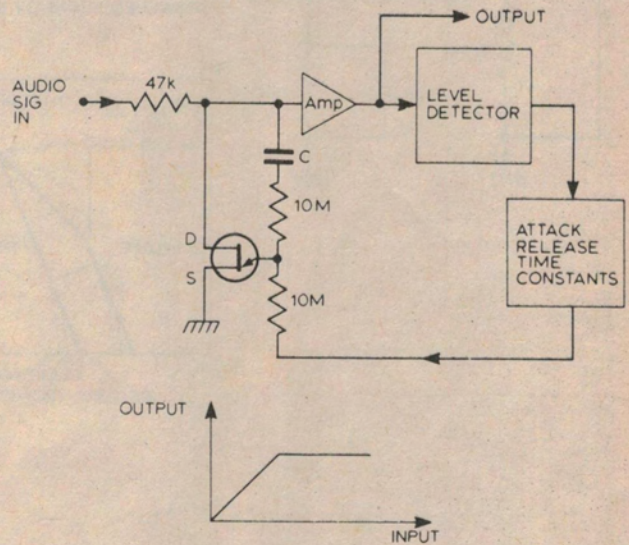 OUTPUT
AUDIO
SIG
IN
47k
Amp
LEVEL
DETECTOR
C
10M
D
S
10M
ATTACK
RELEASE
TIME
CONSTANTS
OUTPUT
INPUT